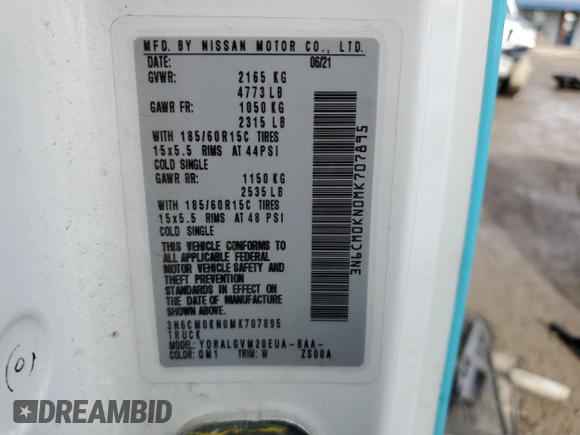 MFD. BY NISSAN MOTOR CO., LTD.
DATE: 06/21
GVWR: 2165 KG
4773 LB
GAWR FR: 1050 KG
2315 LB
WITH 185/60R15C TIRES
15x5.5 RIMS AT 44PSI
COLD SINGLE
GAWR RR: 1150 KG
2535 LB
WITH 185/60R15C TIRES
15x5.5 RIMS AT 48 PSI
COLD SINGLE
THIS VEHICLE CONFORMS TO
ALL APPLICABLE FEDERAL
MOTOR VEHICLE SAFETY AND
THEFT PREVENTION
STANDARDS IN EFFECT ON
THE DATE OF MANUFACTURE
SHOWN ABOVE.
3N6CM0KN0MK707895
TRUCK
MODEL: YDRALGVM20EUA-BAA-
COLOR: QM1 TRIM: W ZS00A
3N6CM0KN0MK707895
(01
DREAMBID